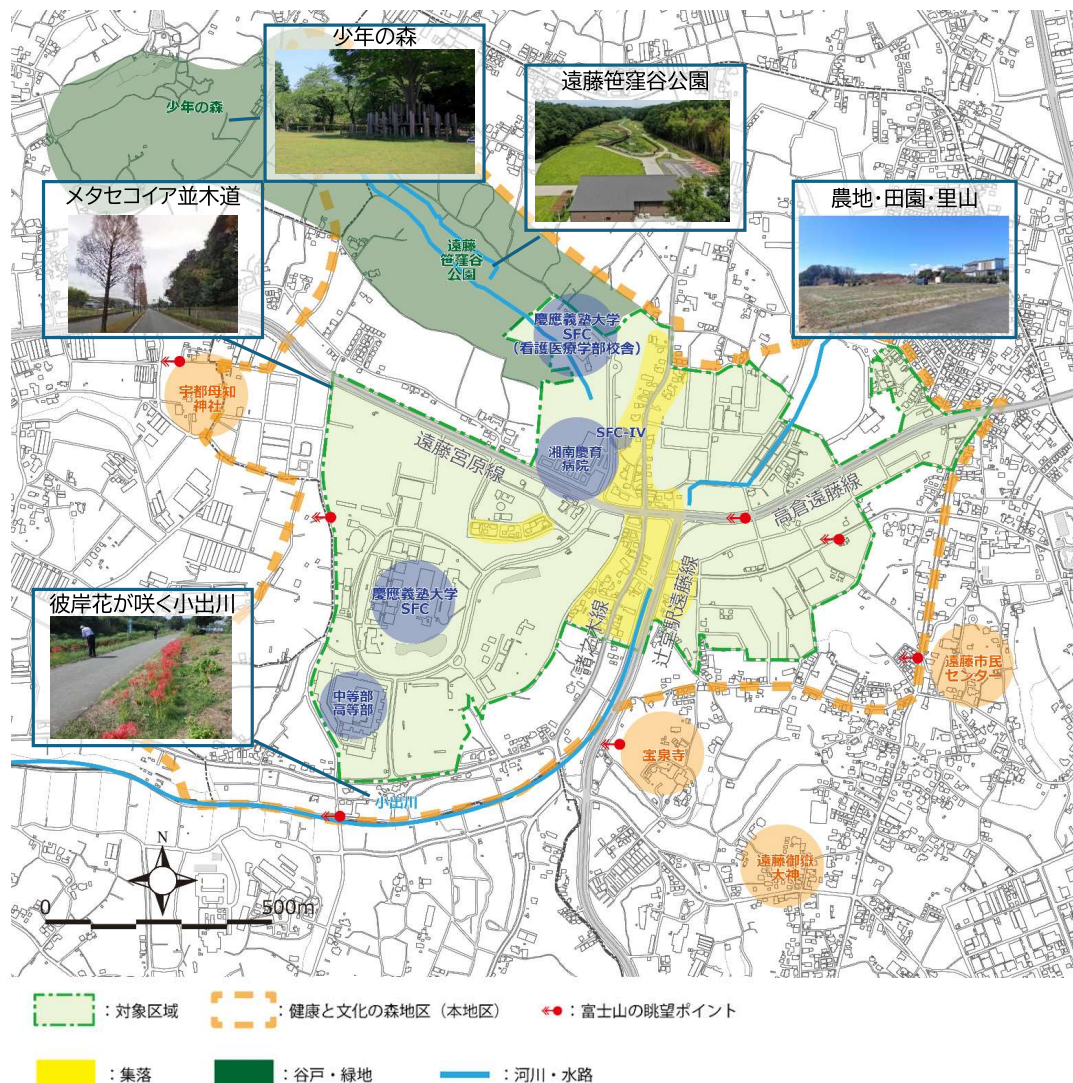 少年の森
遠藤笹窪谷公園
少年の森
メタセコイア並木道
農地・田園・里山
遠藤
笹窪谷
公園
慶應義塾大学
SFC
(看護医療学部校舎)
宇都母知
神社
SFC-IV
遠藤宮原線
湘南慶育
病院
高倉遠藤線
慶應義塾大学
SFC
彼岸花が咲く小出川
辻堂駅遠藤線
遠藤市民
センター
中等部
高等部
宝泉寺
小出川
遠藤御嶽
大神
N
0
500m
:対象区域
:健康と文化の森地区(本地区)
:富士山の眺望ポイント
:集落
:谷戸・緑地
:河川・水路